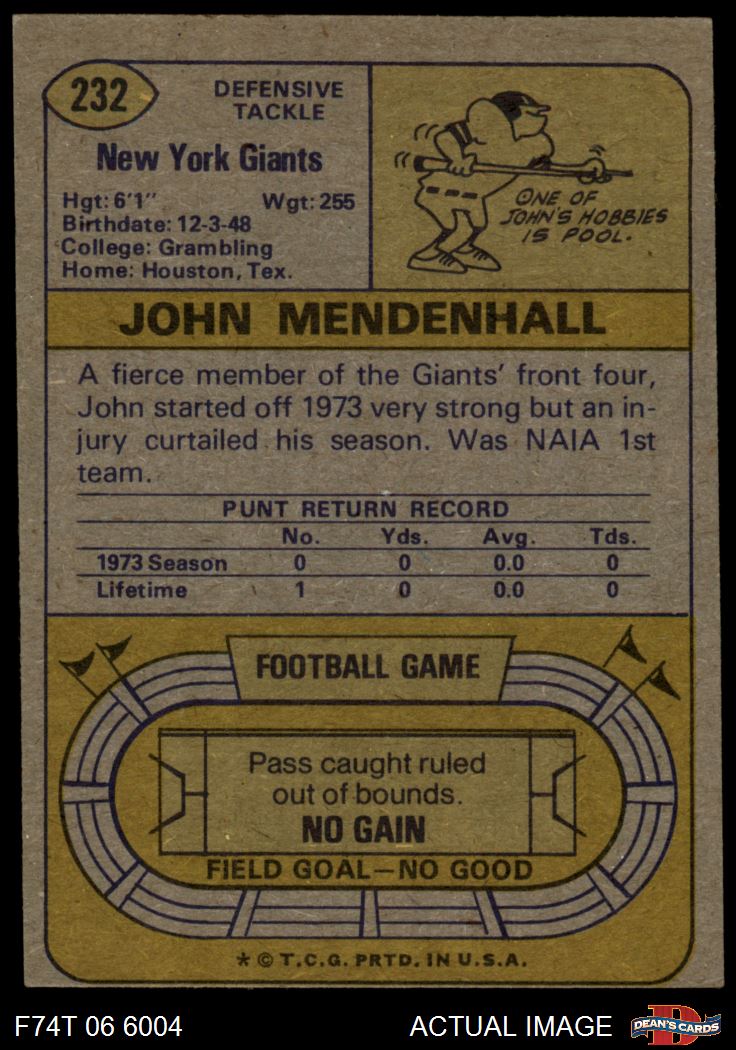 232
DEFENSIVE
TACKLE
New York Giants
Hgt: 6'1" Wgt: 255
Birthdate: 12-3-48
College: Grambling
Home: Houston, Tex.
ONE OF
JOHN'S HOBBIES
IS POOL.
JOHN MENDENHALL
A fierce member of the Giants' front four,
John started off 1973 very strong but an in-
jury curtailed his season. Was NAIA 1st
team.
PUNT RETURN RECORD
No. Yds. Avg. Tds.
1973 Season 0 0 0.0 0
Lifetime 1 0 0.0 0
FOOTBALL GAME
Pass caught ruled
out of bounds.
NO GAIN
FIELD GOAL—NO GOOD
* © T.C.G. PRTD. IN U.S.A.
F74T 06 6004 ACTUAL IMAGE
D
DEAN'S CARDS